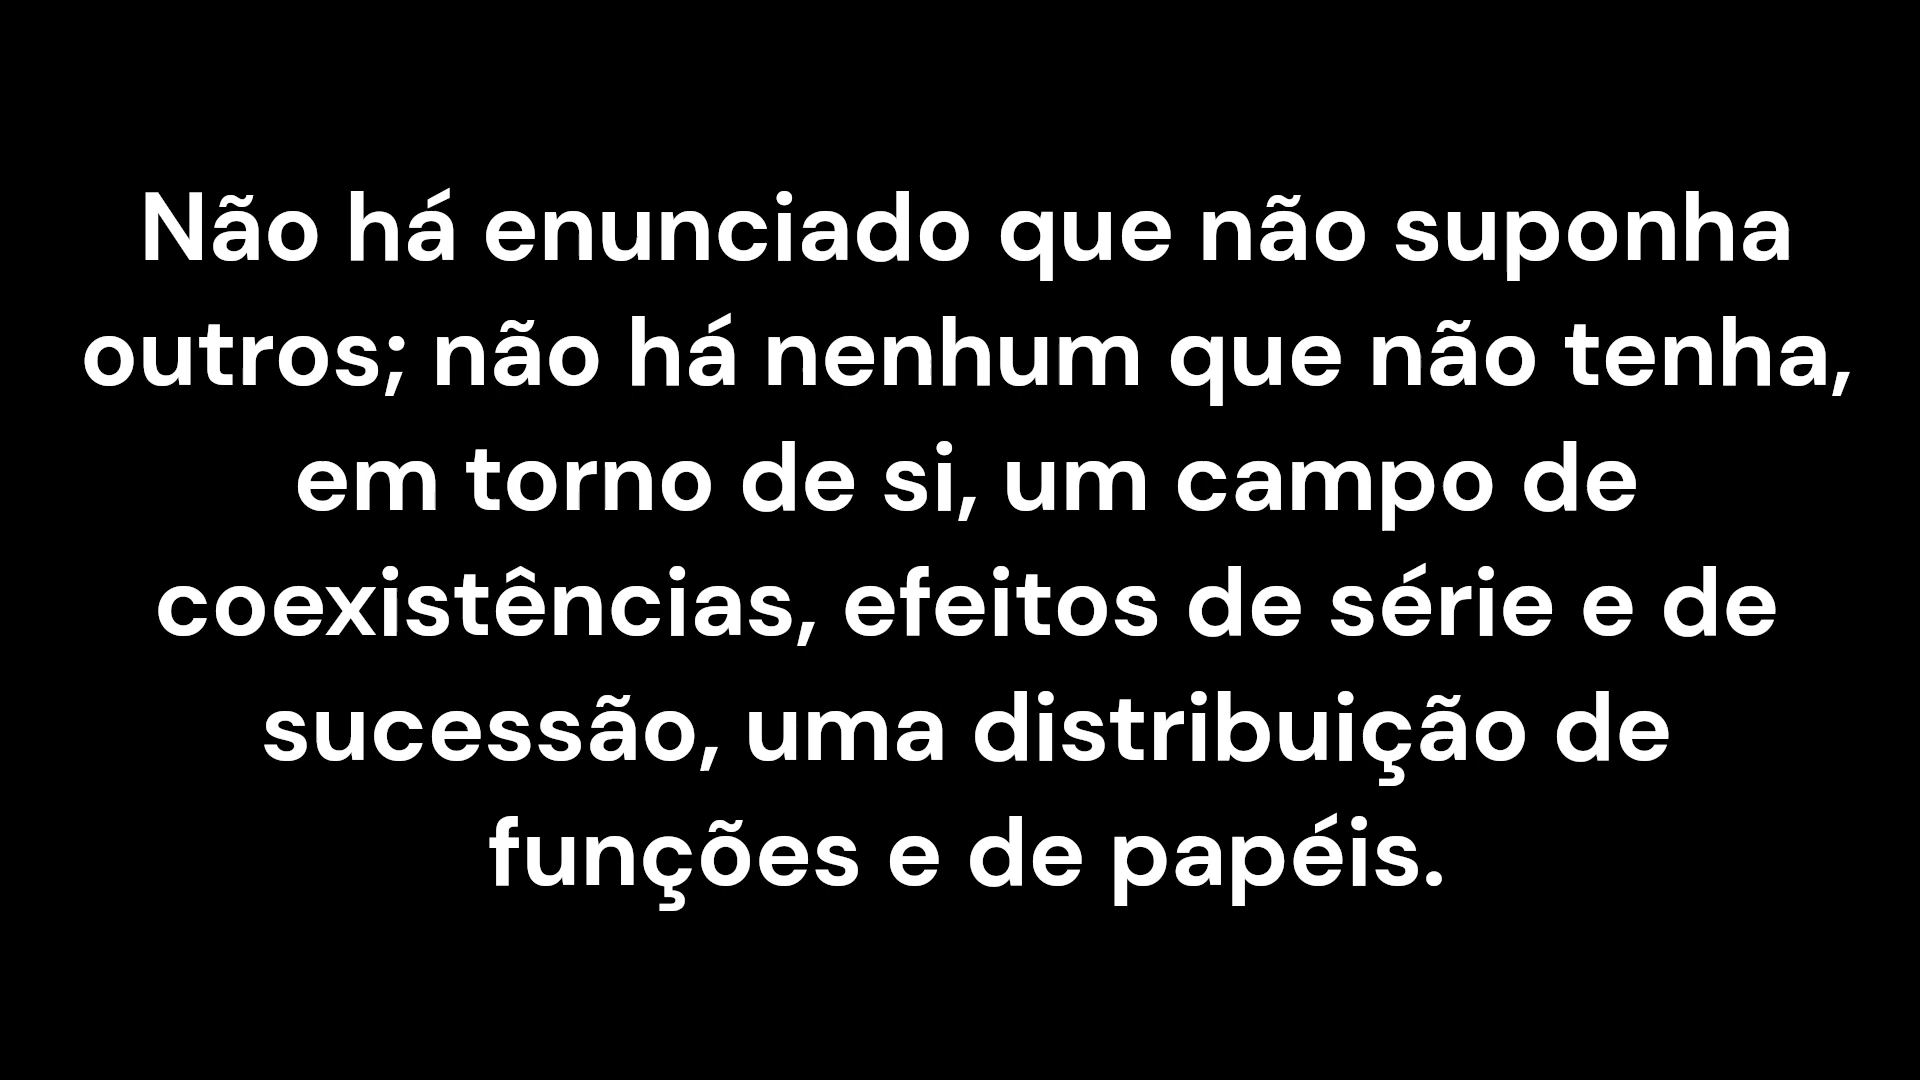 Não há enunciado que não suponha
outros; não há nenhum que não tenha,
em torno de si, um campo de
coexistências, efeitos de série e de
sucessão, uma distribuição de
funções e de papéis.